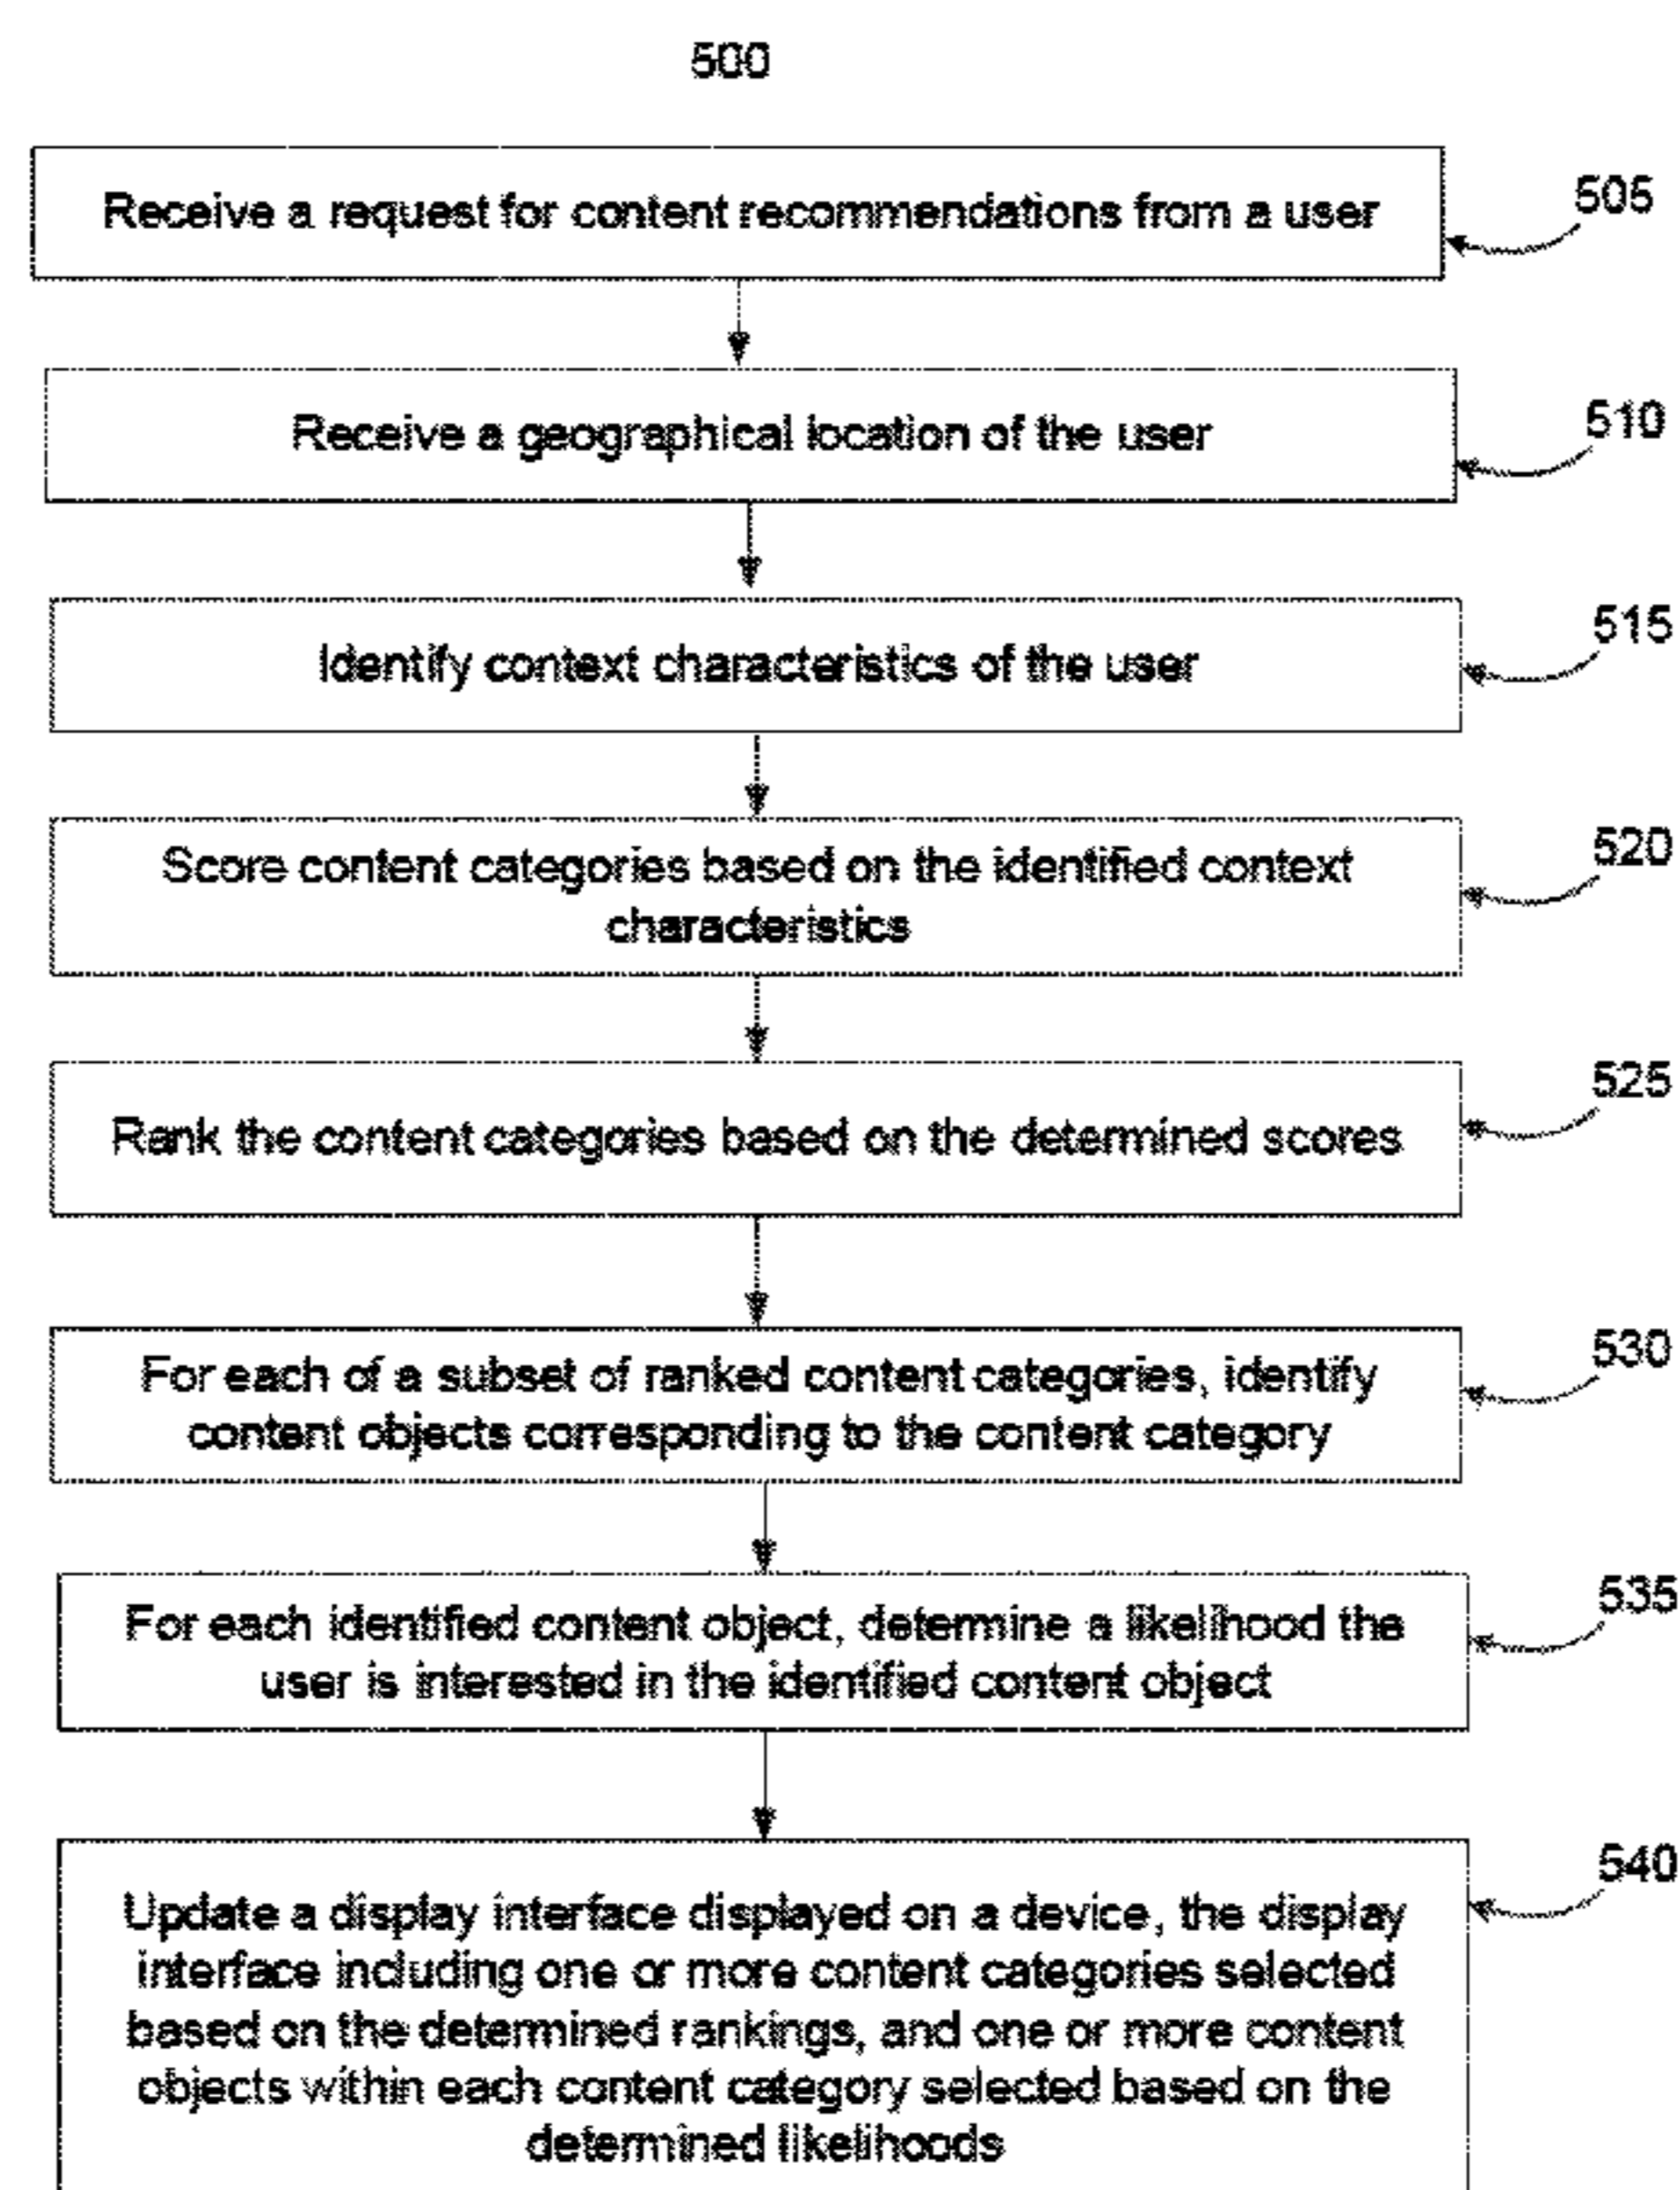 500
Receive a request for content recommendations from a user
505
Receive a geographical location of the user
510
Identify context characteristics of the user
515
Score content categories based on the identified context
characteristics
520
Rank the content categories based on the determined scores
525
For each of a subset of ranked content categories, identify
content objects corresponding to the content category
530
For each identified content object, determine a likelihood the
user is interested in the identified content object
535
Update a display interface displayed on a device, the display
interface including one or more content categories selected
based on the determined rankings, and one or more content
objects within each content category selected based on the
determined likelihoods
540